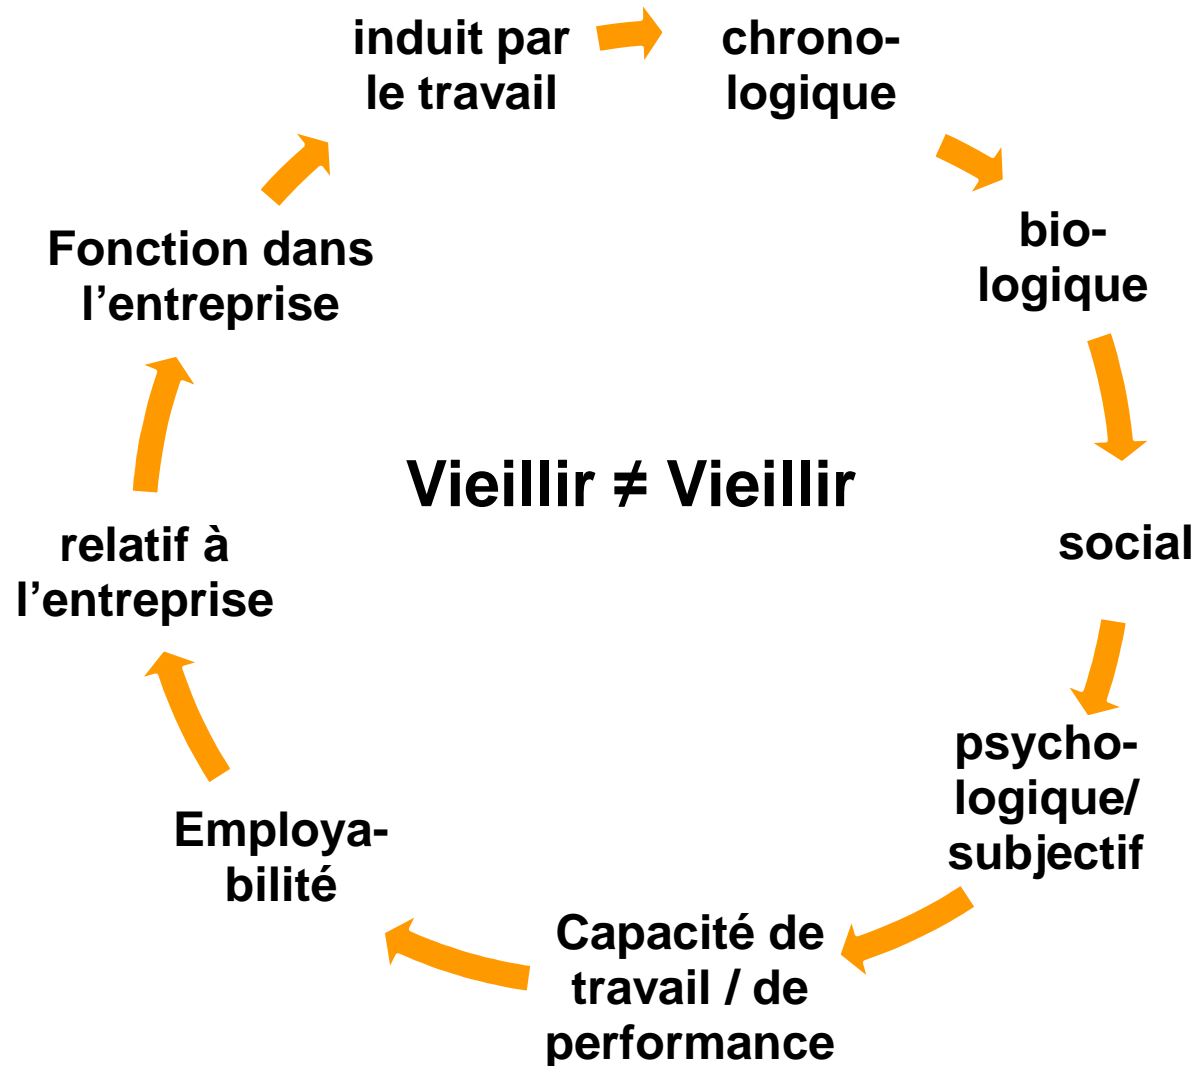 induit par
le travail
chrono-
logique
bio-
logique
social
psycho-
logique/
subjectif
Capacité de
travail / de
performance
Employa-
bilité
relatif à
l’entreprise
Fonction dans
l’entreprise
Vieillir ≠ Vieillir